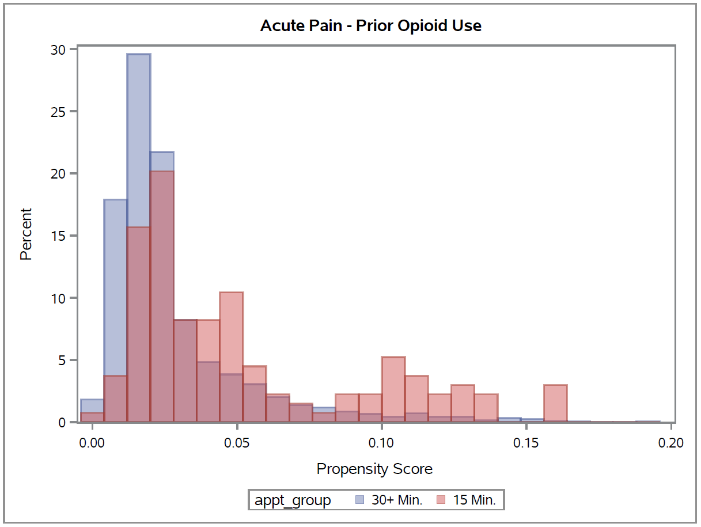 Acute Pain - Prior Opioid Use
30
25
20
15
10
5
0
Percent
0.00 0.05 0.10 0.15 0.20
Propensity Score
appt_group 30+ Min. 15 Min.